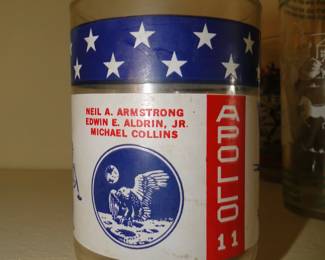 NEIL A. ARMSTRONG
EDWIN E. ALDRIN, JR.
MICHAEL COLLINS
APOLLO
11